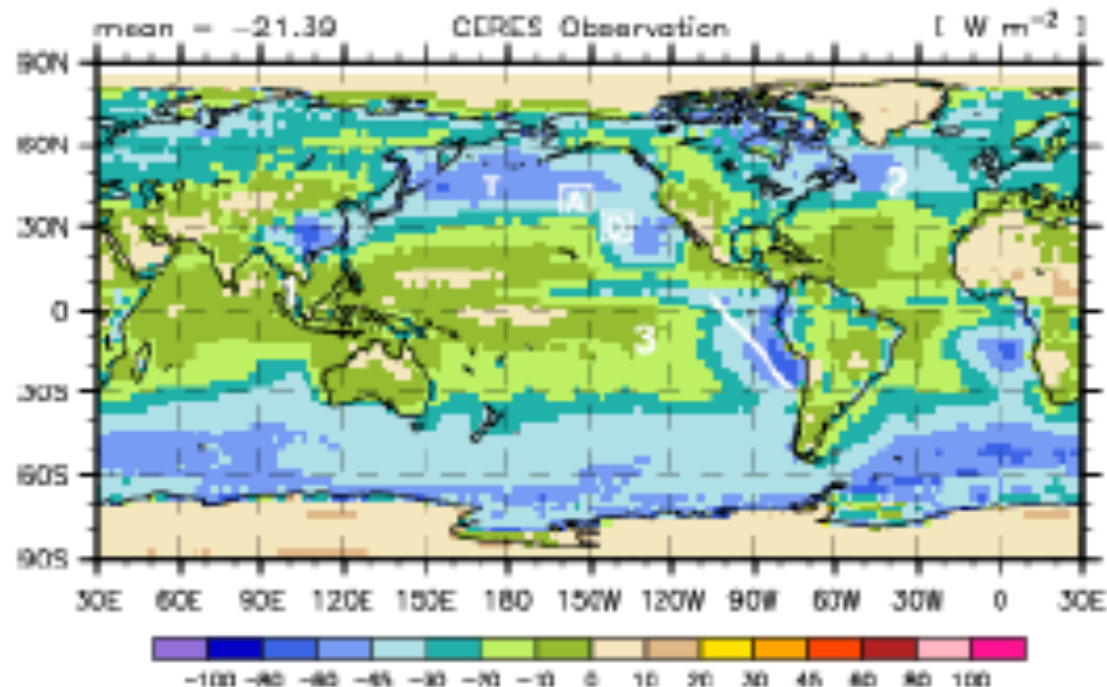 mean = -21.39 CERES Observation [ W m⁻² ]
90N
60N
30N
0
30S
60S
90S
T
A
2
1
3
30E 60E 90E 120E 150E 180 150W 120W 90W 60W 30W 0 30E
-100 -80 -60 -45 -30 -20 -10 0 10 20 30 45 60 80 100